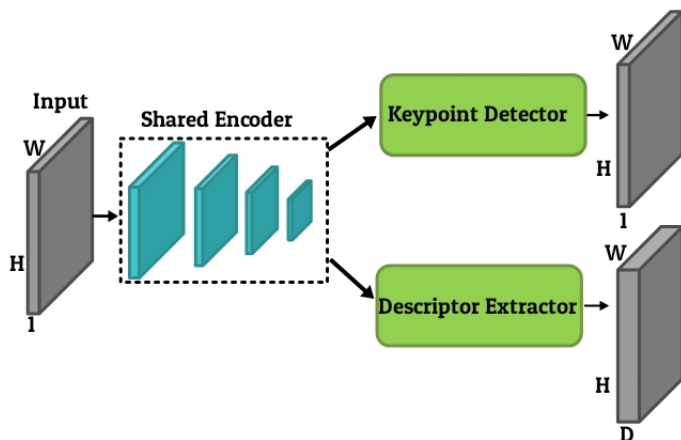 Input
W
H
1
Shared Encoder
Keypoint Detector
W
H
1
Descriptor Extractor
W
H
D